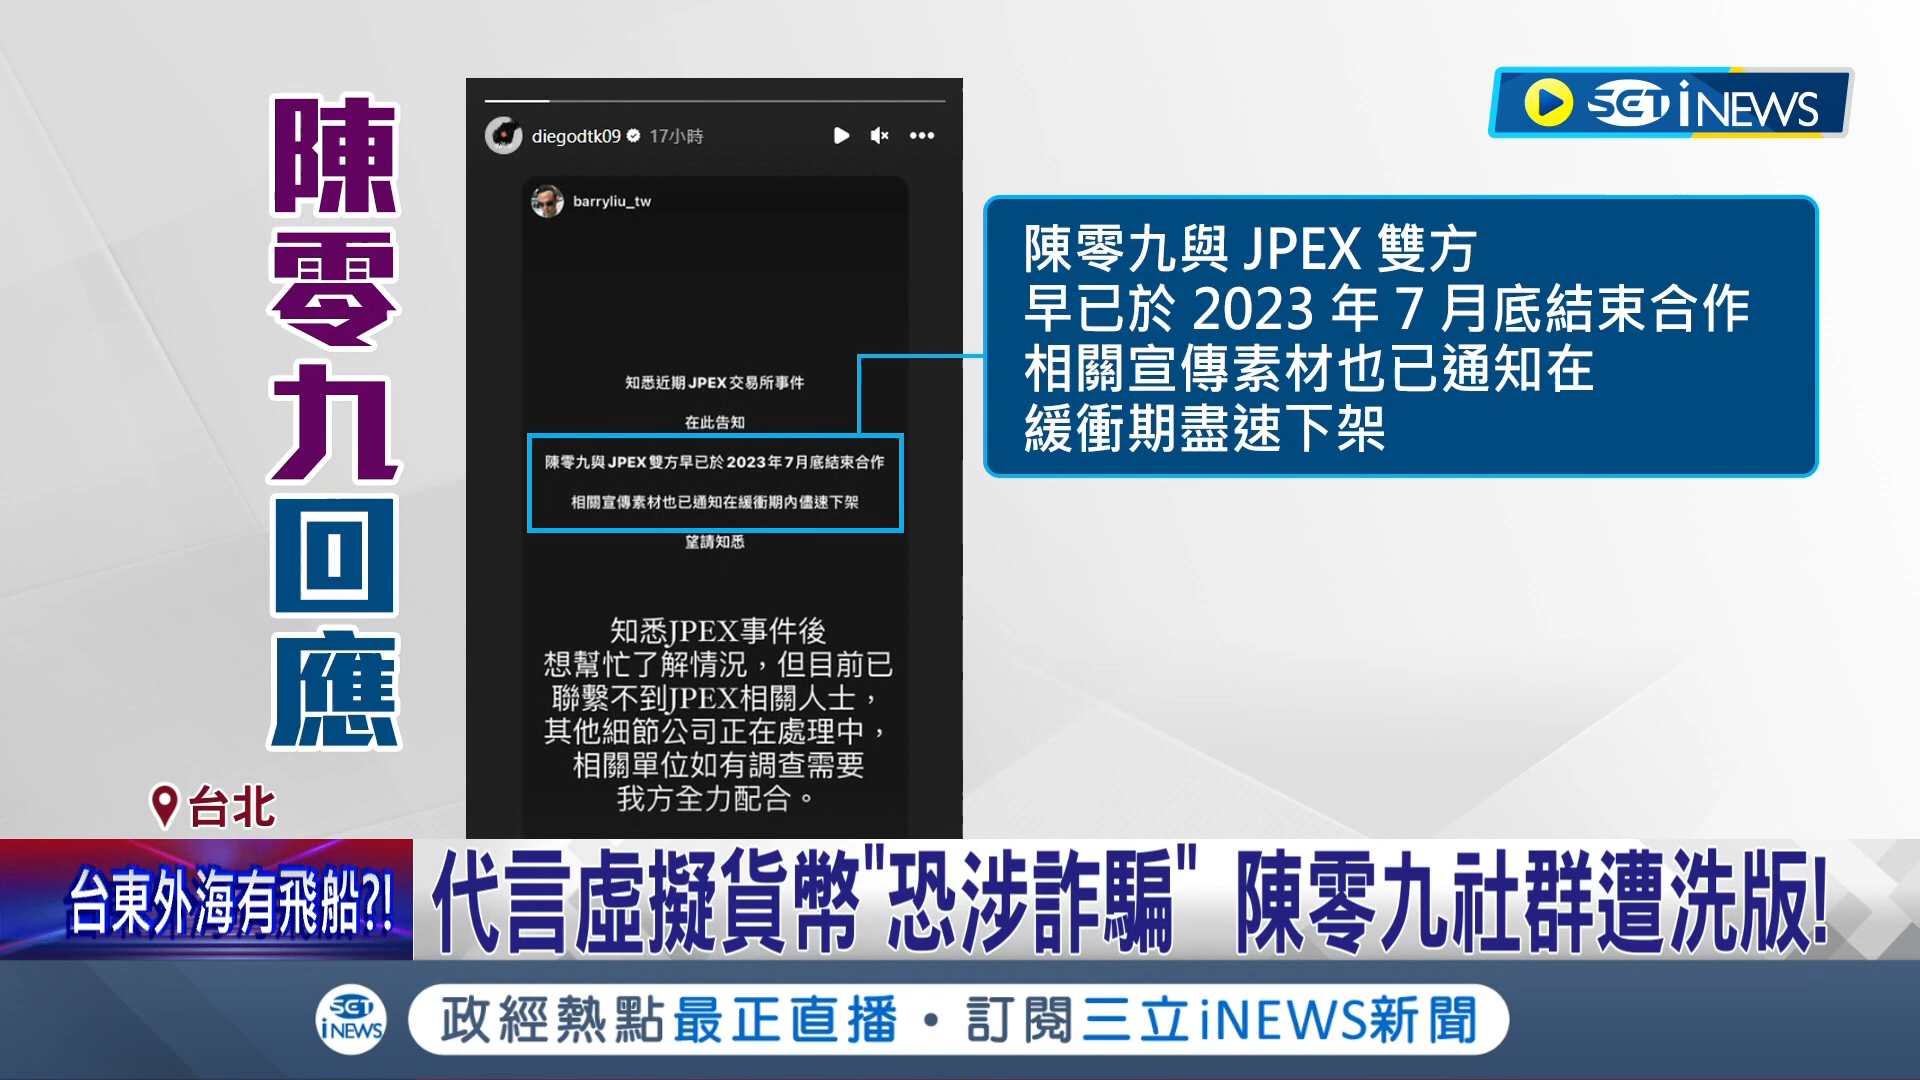 陳零九回應
diegodtk09 17小時
barryliu_tw
知悉近期JPEX交易所事件
在此告知
陳零九與JPEX雙方早已於2023年7月底結束合作
相關宣傳素材也已通知在緩衝期內儘速下架
望請知悉
知悉JPEX事件後
想幫忙了解情況，但目前已
聯繫不到JPEX相關人士，
其他細節公司正在處理中，
相關單位如有調查需要
我方全力配合。
SET iNEWS
陳零九與 JPEX 雙方
早已於 2023 年 7 月底結束合作
相關宣傳素材也已通知在
緩衝期盡速下架
台北
台東外海有飛船?!
代言虛擬貨幣"恐涉詐騙" 陳零九社群遭洗版!
SET iNEWS
政經熱點最正直播・訂閱三立iNEWS新聞